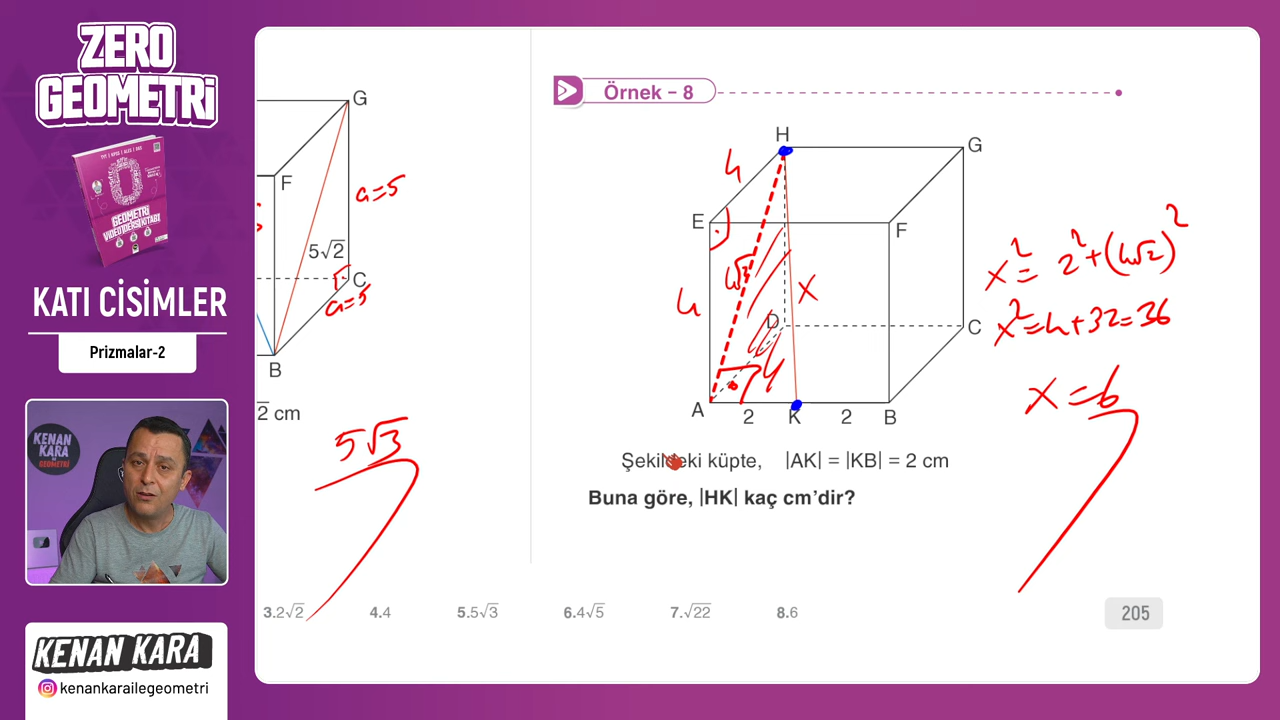 ZERO
GEOMETRİ
GEOMETRİ
VİDEO DERS KİTABI
KATI CİSİMLER
Prizmalar-2
KENAN
KARA
KENAN KARA
kenankarailegeometri
G
F
a=5
5√2
C
a=5
B
2 cm
5√3
Örnek - 8
H
G
4
E
F
4√2
4
x
D
C
4
A
2
K
2
B
x²=2²+(4√2)²
x²=4+32=36
x=6
Şekildeki küpte, |AK| = |KB| = 2 cm
Buna göre, |HK| kaç cm'dir?
3.2√2 4.4 5.5√3 6.4√5 7.√22 8.6
205